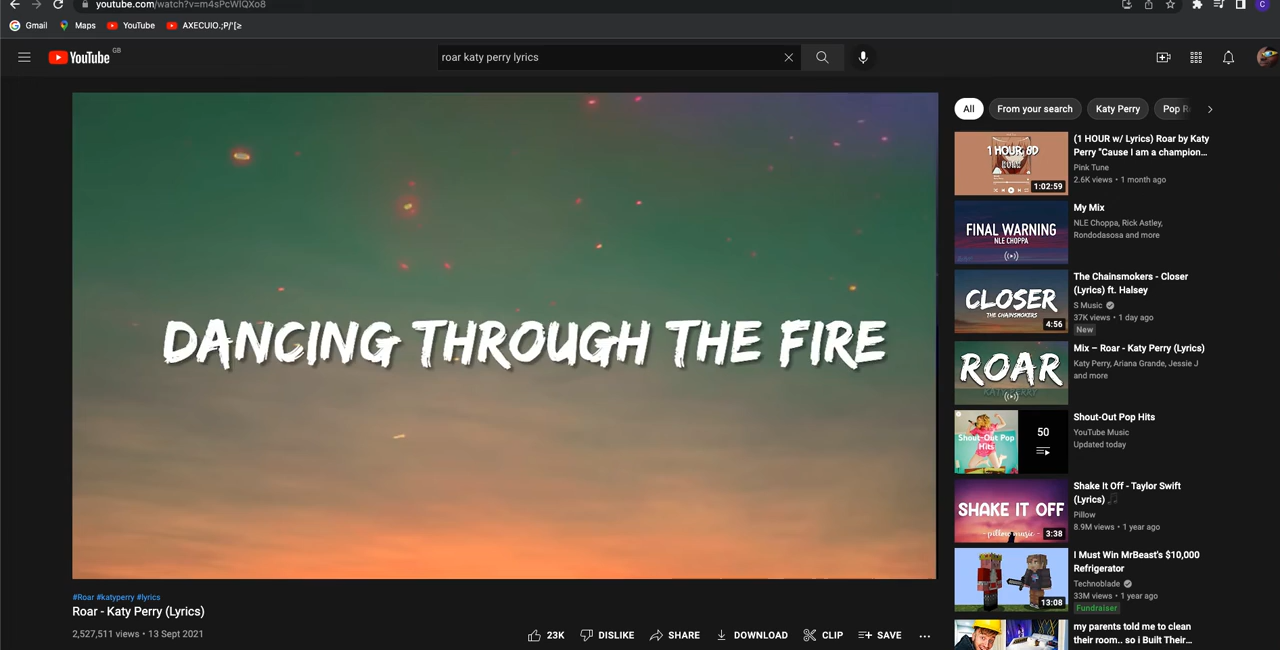 youtube.com/watch?v=m4sPcWIQXo8
Gmail
Maps
YouTube
AXECUIO.;P/'[≥
YouTube GB
roar katy perry lyrics
DANCING THROUGH THE FIRE
#Roar #katyperry #lyrics
Roar - Katy Perry (Lyrics)
2,527,511 views • 13 Sept 2021
23K
DISLIKE
SHARE
DOWNLOAD
CLIP
SAVE
All
From your search
Katy Perry
Pop
1 HOUR, 8D
ROAR
1:02:59
(1 HOUR w/ Lyrics) Roar by Katy
Perry "Cause I am a champion...
Pink Tune
2.6K views • 1 month ago
FINAL WARNING
NLE CHOPPA
My Mix
NLE Choppa, Rick Astley,
Rondodasosa and more
CLOSER
THE CHAINSMOKERS
4:56
The Chainsmokers - Closer
(Lyrics) ft. Halsey
S Music
37K views • 1 day ago
New
ROAR
KATY PERRY
Mix – Roar - Katy Perry (Lyrics)
Katy Perry, Ariana Grande, Jessie J
and more
Shout-Out Pop
Hits
50
Shout-Out Pop Hits
YouTube Music
Updated today
SHAKE IT OFF
- pillow music -
3:38
Shake It Off - Taylor Swift
(Lyrics)
Pillow
8.9M views • 1 year ago
13:08
I Must Win MrBeast's $10,000
Refrigerator
Technoblade
33M views • 1 year ago
Fundraiser
my parents told me to clean
their room.. so i Built Their...
C